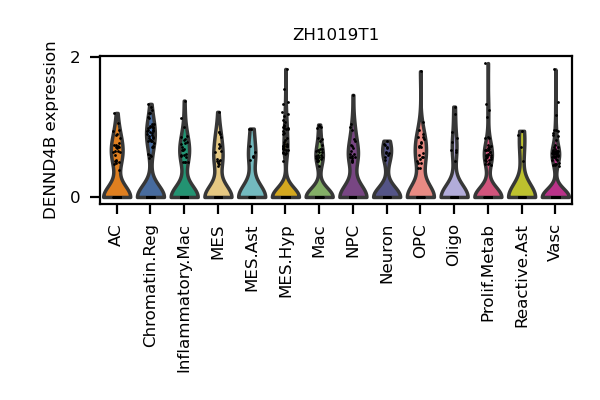 ZH1019T1
DENND4B expression
2
0
AC
Chromatin.Reg
Inflammatory.Mac
MES
MES.Ast
MES.Hyp
Mac
NPC
Neuron
OPC
Oligo
Prolif.Metab
Reactive.Ast
Vasc